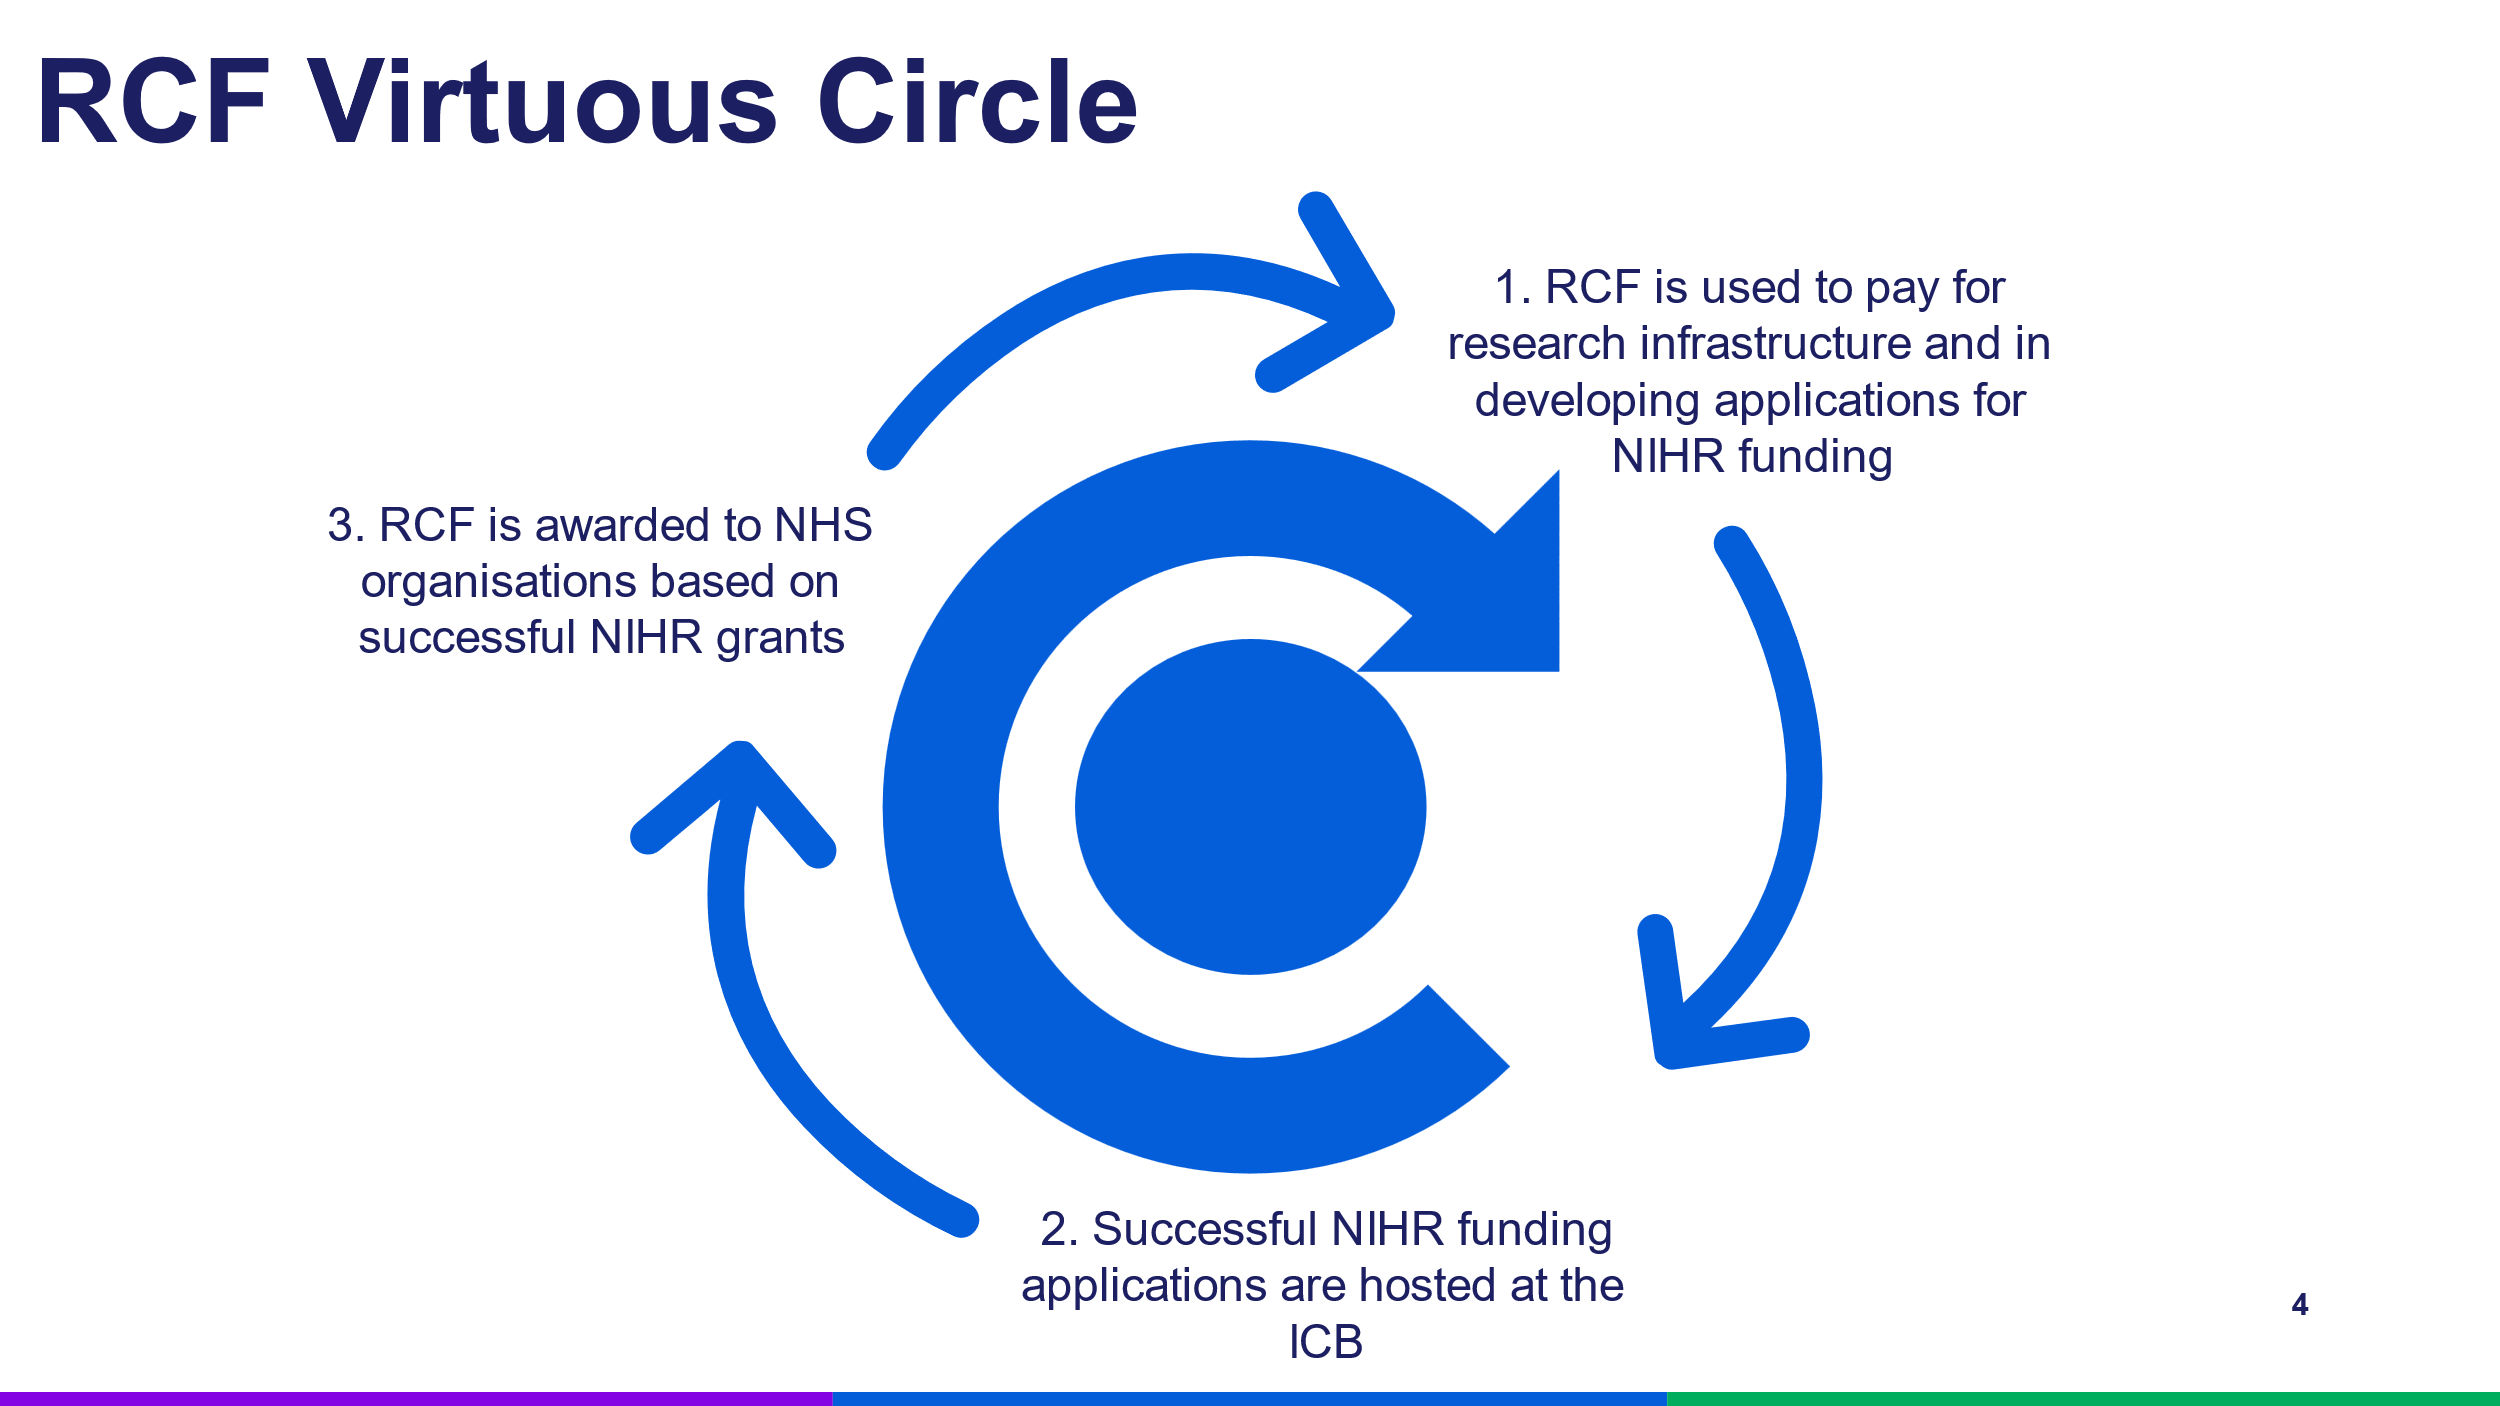 RCF Virtuous Circle
1. RCF is used to pay for
research infrastructure and in
developing applications for
NIHR funding
3. RCF is awarded to NHS
organisations based on
successful NIHR grants
2. Successful NIHR funding
applications are hosted at the
ICB
4